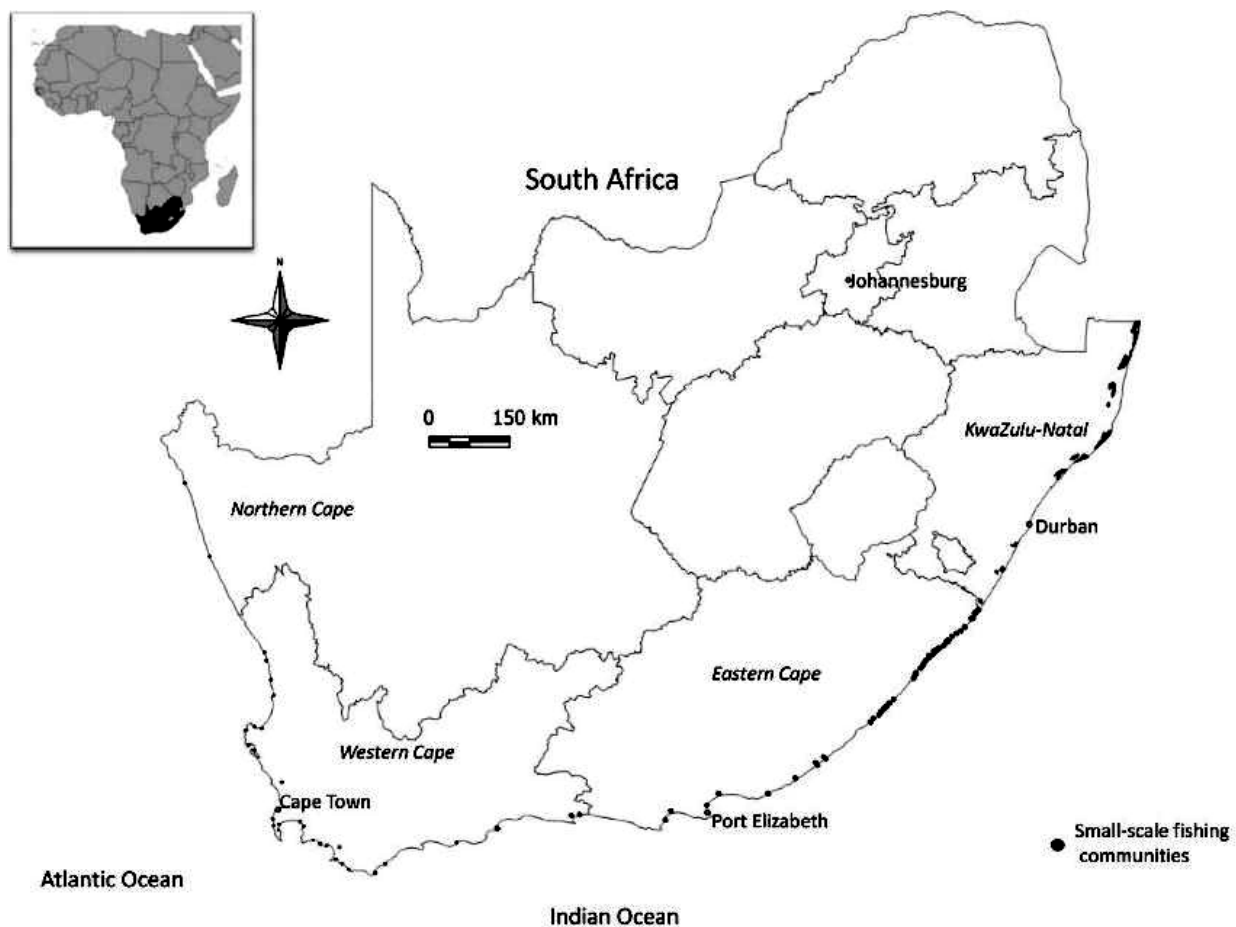 South Africa
N
Johannesburg
0 150 km
KwaZulu-Natal
Northern Cape
Durban
Eastern Cape
Western Cape
Cape Town
Port Elizabeth
Small-scale fishing
communities
Atlantic Ocean
Indian Ocean